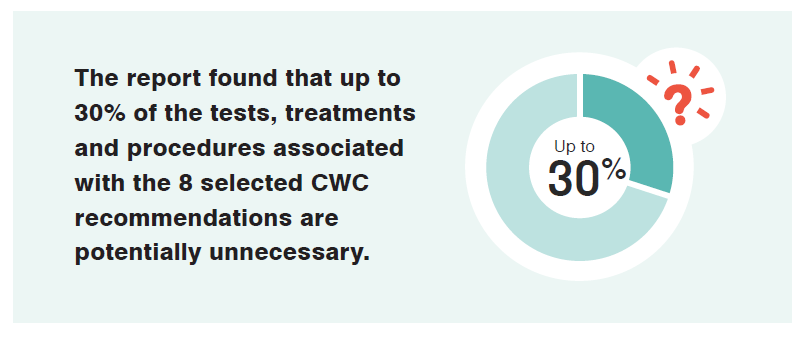 The report found that up to
30% of the tests, treatments
and procedures associated
with the 8 selected CWC
recommendations are
potentially unnecessary.
Up to
30%
?